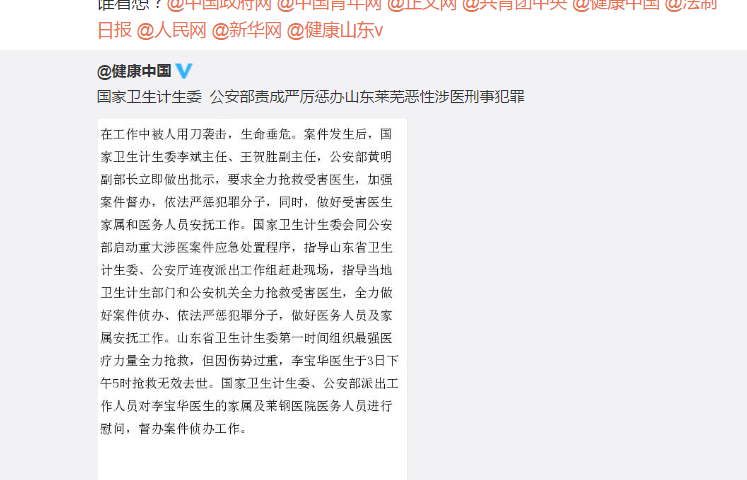 谁着想？@中国政府网 @中国青年网 @正义网 @共青团中央 @健康中国 @法制
日报 @人民网 @新华网 @健康山东v
@健康中国
国家卫生计生委 公安部责成严厉惩办山东莱芜恶性涉医刑事犯罪
在工作中被人用刀袭击，生命垂危。案件发生后，国
家卫生计生委李斌主任、王贺胜副主任，公安部黄明
副部长立即做出批示，要求全力抢救受害医生，加强
案件督办，依法严惩犯罪分子，同时，做好受害医生
家属和医务人员安抚工作。国家卫生计生委会同公安
部启动重大涉医案件应急处置程序，指导山东省卫生
计生委、公安厅连夜派出工作组赶赴现场，指导当地
卫生计生部门和公安机关全力抢救受害医生，全力做
好案件侦办、依法严惩犯罪分子，做好医务人员及家
属安抚工作。山东省卫生计生委第一时间组织最强医
疗力量全力抢救，但因伤势过重，李宝华医生于3日下
午5时抢救无效去世。国家卫生计生委、公安部派出工
作人员对李宝华医生的家属及莱钢医院医务人员进行
慰问，督办案件侦办工作。